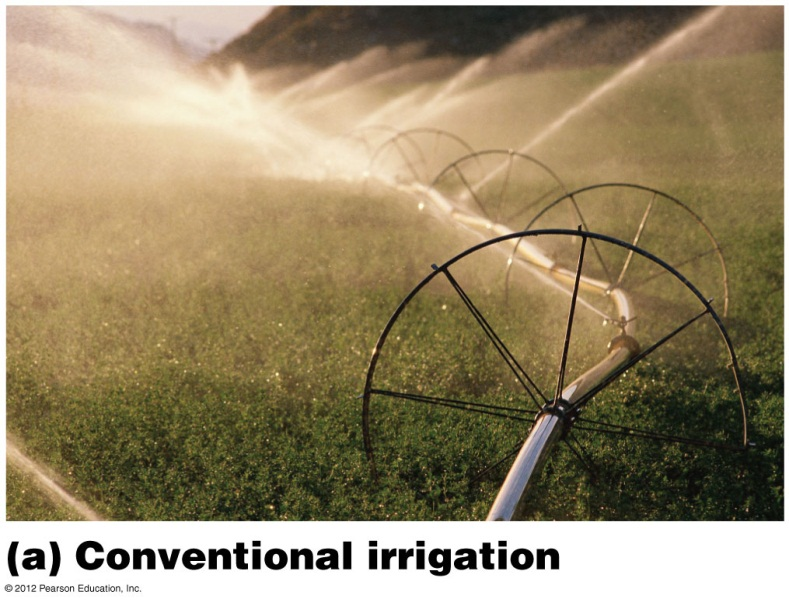 (a) Conventional irrigation
© 2012 Pearson Education, Inc.